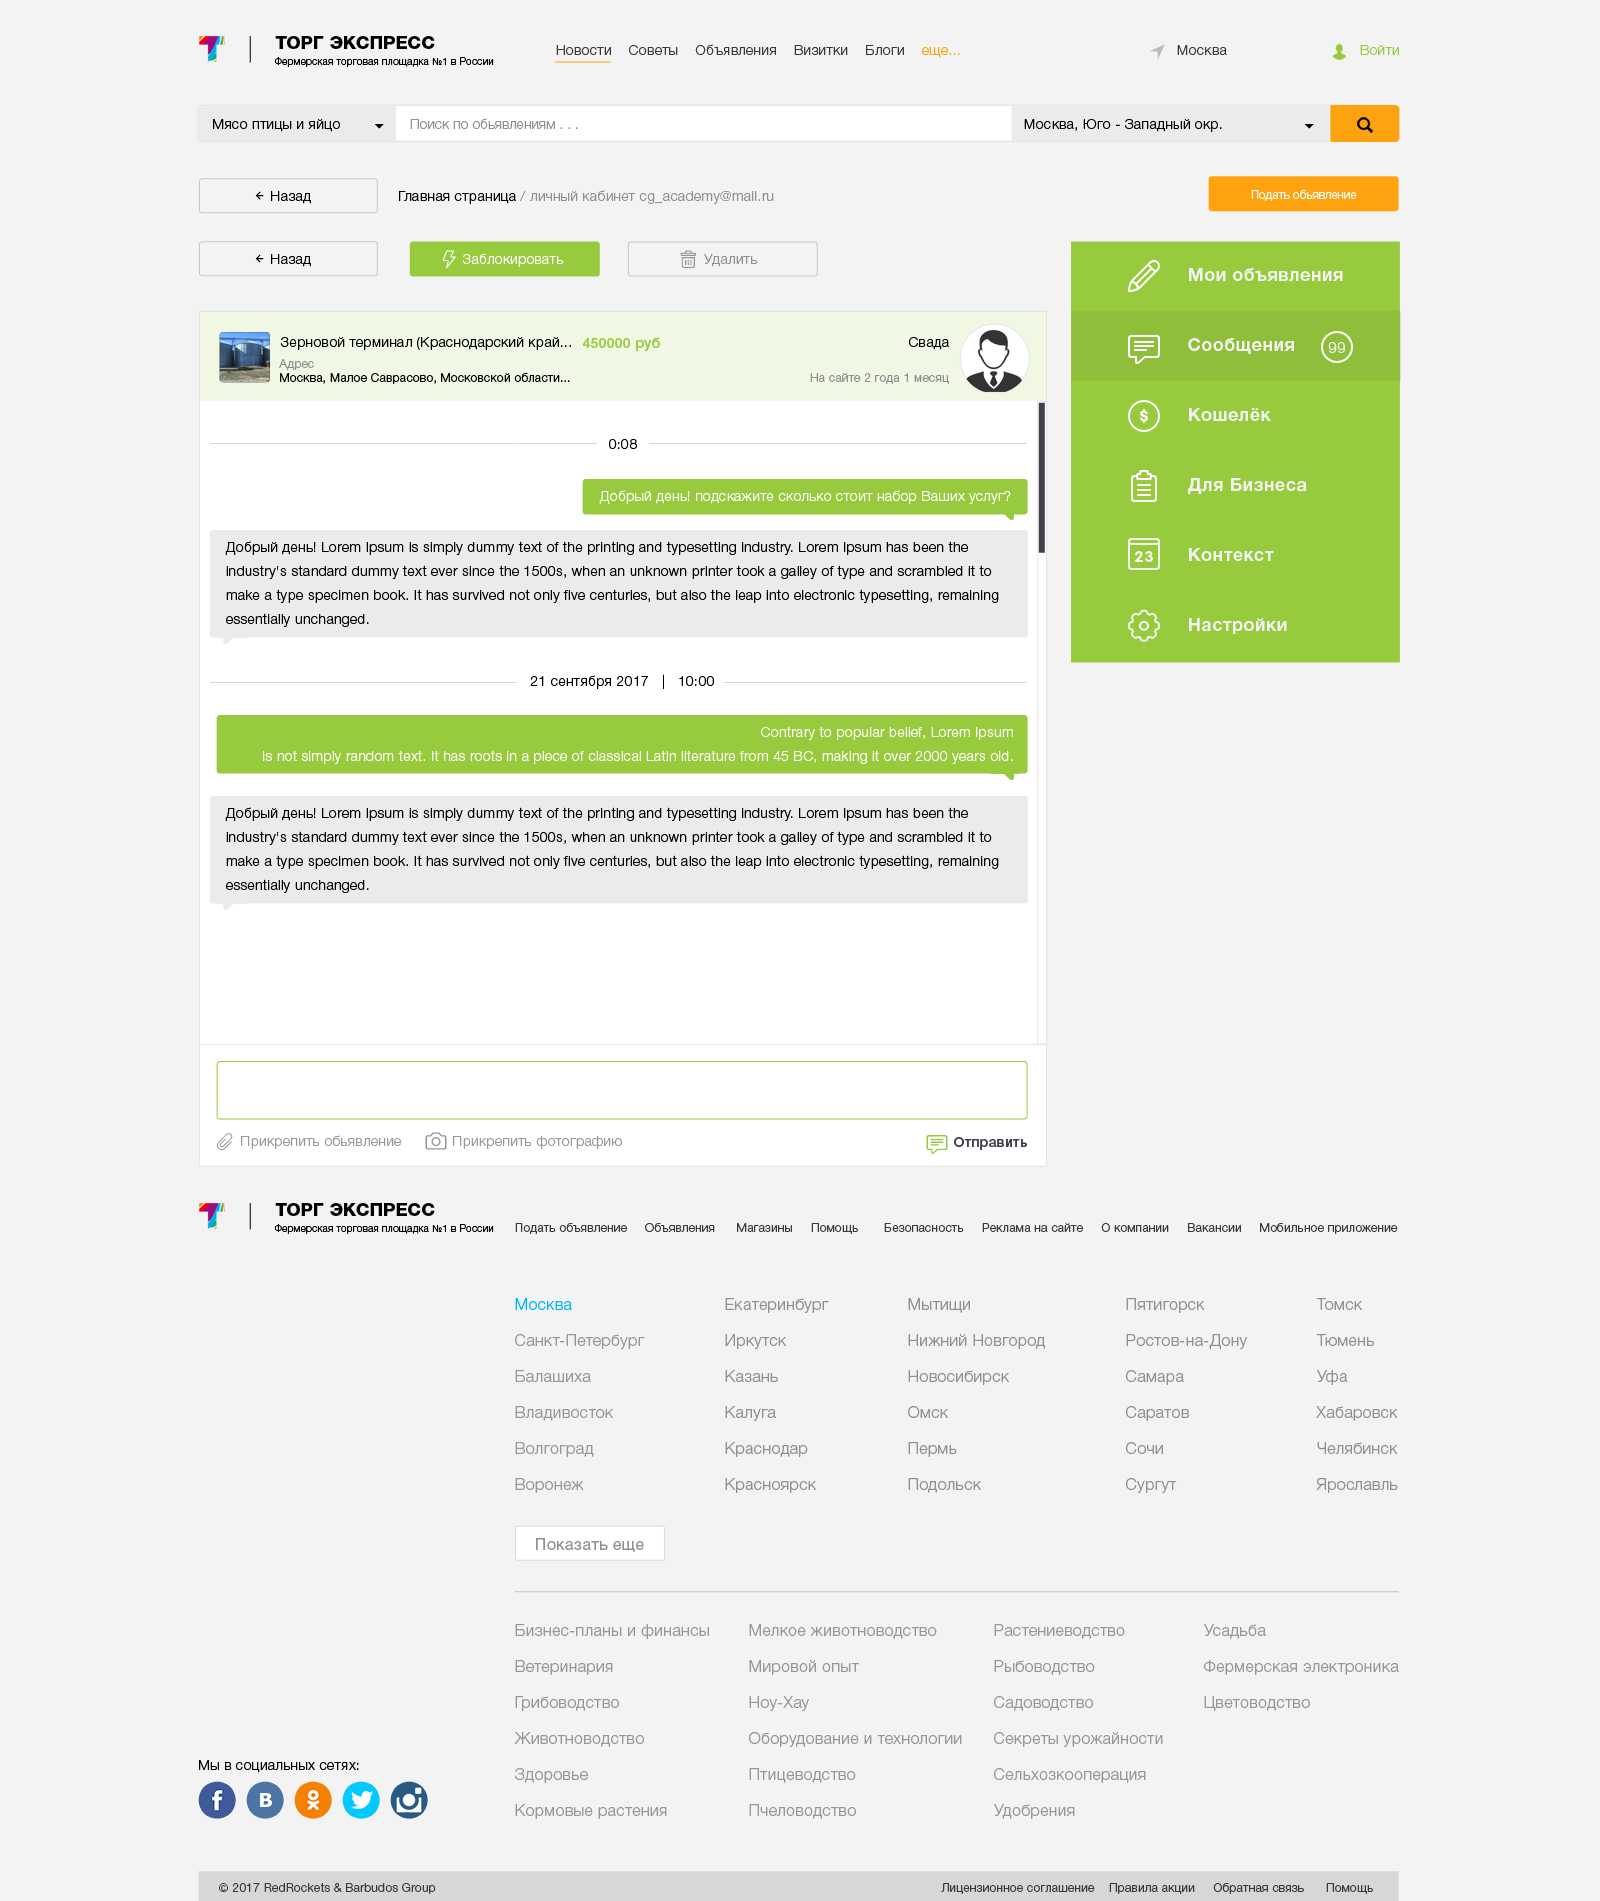 ТОРГ ЭКСПРЕСС
Фермерская торговая площадка №1 в России
Новости Советы Объявления Визитки Блоги еще...
Москва
Войти
Мясо птицы и яйцо
Поиск по обьявлениям . . .
Москва, Юго - Западный окр.
Назад
Главная страница / личный кабинет cg_academy@mail.ru
Подать обьявление
Назад
Заблокировать
Удалить
Зерновой терминал (Краснодарский край... 450000 руб
Адрес
Москва, Малое Саврасово, Московской области...
Свада
На сайте 2 года 1 месяц
0:08
Добрый день! подскажите сколько стоит набор Ваших услуг?
Добрый день! Lorem Ipsum is simply dummy text of the printing and typesetting industry. Lorem Ipsum has been the
industry's standard dummy text ever since the 1500s, when an unknown printer took a galley of type and scrambled it to
make a type specimen book. It has survived not only five centuries, but also the leap into electronic typesetting, remaining
essentially unchanged.
21 сентября 2017 | 10:00
Contrary to popular belief, Lorem Ipsum
is not simply random text. It has roots in a piece of classical Latin literature from 45 BC, making it over 2000 years old.
Добрый день! Lorem Ipsum is simply dummy text of the printing and typesetting industry. Lorem Ipsum has been the
industry's standard dummy text ever since the 1500s, when an unknown printer took a galley of type and scrambled it to
make a type specimen book. It has survived not only five centuries, but also the leap into electronic typesetting, remaining
essentially unchanged.
Прикрепить обьявление
Прикрепить фотографию
Отправить
Мои объявления
Сообщения 99
$ Кошелёк
Для Бизнеса
23 Контекст
Настройки
ТОРГ ЭКСПРЕСС
Фермерская торговая площадка №1 в России
Подать объявление Объявления Магазины Помощь Безопасность Реклама на сайте О компании Вакансии Мобильное приложение
Москва Екатеринбург Мытищи Пятигорск Томск
Санкт-Петербург Иркутск Нижний Новгород Ростов-на-Дону Тюмень
Балашиха Казань Новосибирск Самара Уфа
Владивосток Калуга Омск Саратов Хабаровск
Волгоград Краснодар Пермь Сочи Челябинск
Воронеж Красноярск Подольск Сургут Ярославль
Показать еще
Бизнес-планы и финансы Мелкое животноводство Растениеводство Усадьба
Ветеринария Мировой опыт Рыбоводство Фермерская электроника
Грибоводство Ноу-Хау Садоводство Цветоводство
Животноводство Оборудование и технологии Секреты урожайности
Здоровье Птицеводство Сельхозкооперация
Кормовые растения Пчеловодство Удобрения
Мы в социальных сетях:
© 2017 RedRockets & Barbudos Group
Лицензионное соглашение Правила акции Обратная связь Помощь